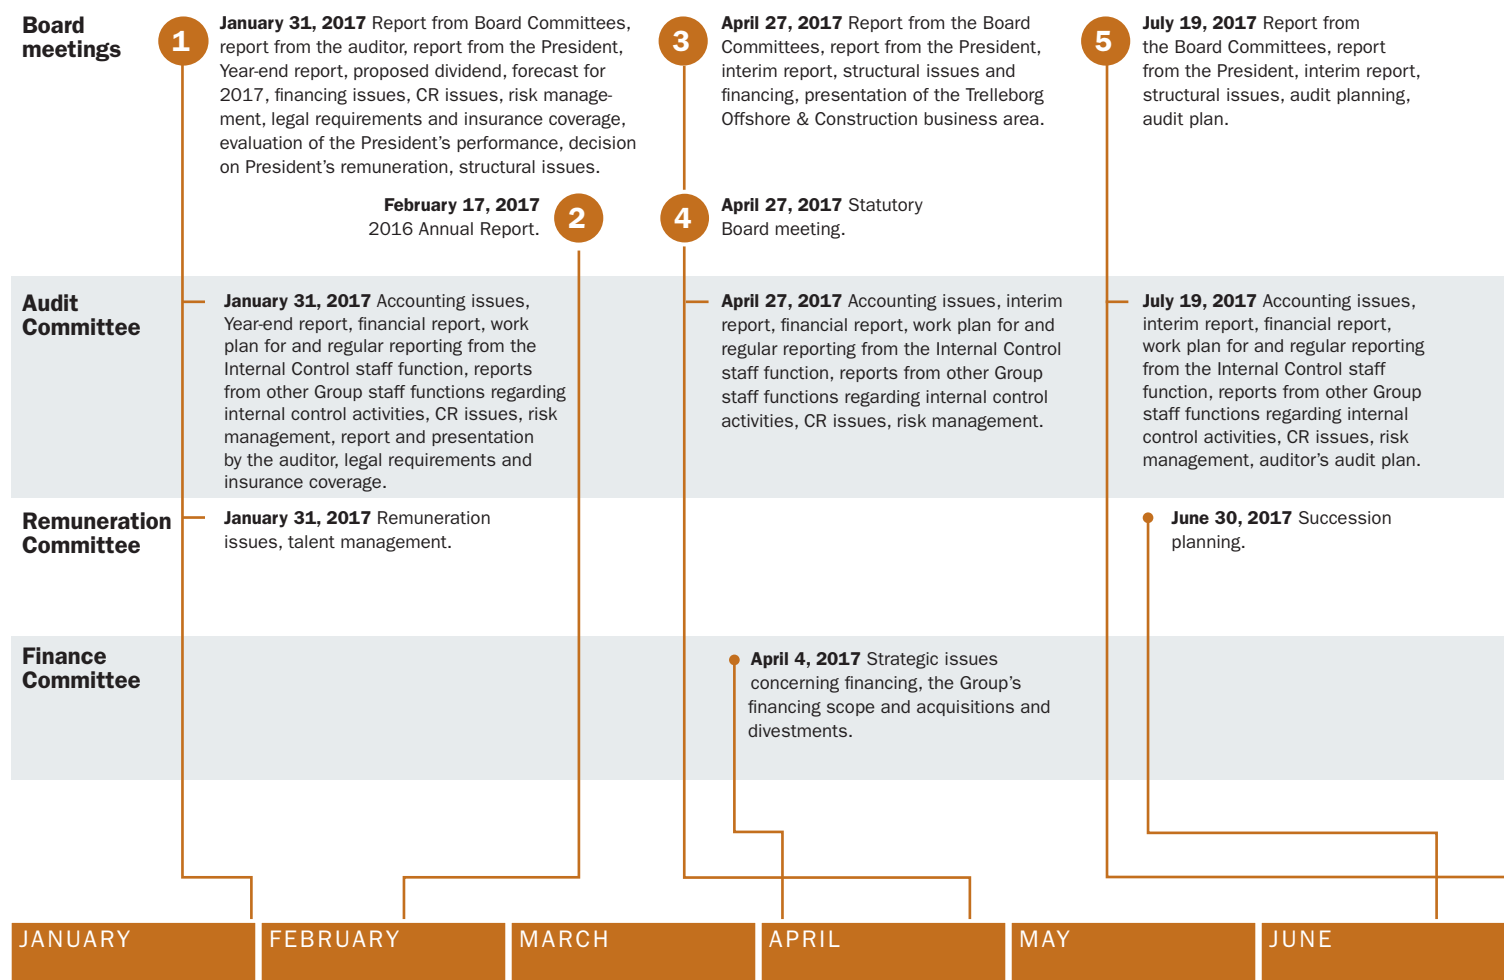 Board
meetings
1
January 31, 2017 Report from Board Committees,
report from the auditor, report from the President,
Year-end report, proposed dividend, forecast for
2017, financing issues, CR issues, risk manage-
ment, legal requirements and insurance coverage,
evaluation of the President's performance, decision
on President's remuneration, structural issues.
February 17, 2017
2016 Annual Report.
2
3
April 27, 2017 Report from the Board
Committees, report from the President,
interim report, structural issues and
financing, presentation of the Trelleborg
Offshore & Construction business area.
4
April 27, 2017 Statutory
Board meeting.
5
July 19, 2017 Report from
the Board Committees, report
from the President, interim report,
structural issues, audit planning,
audit plan.
Audit
Committee
January 31, 2017 Accounting issues,
Year-end report, financial report, work
plan for and regular reporting from the
Internal Control staff function, reports
from other Group staff functions regarding
internal control activities, CR issues, risk
management, report and presentation
by the auditor, legal requirements and
insurance coverage.
April 27, 2017 Accounting issues, interim
report, financial report, work plan for and
regular reporting from the Internal Control
staff function, reports from other Group
staff functions regarding internal control
activities, CR issues, risk management.
July 19, 2017 Accounting issues,
interim report, financial report,
work plan for and regular reporting
from the Internal Control staff
function, reports from other Group
staff functions regarding internal
control activities, CR issues, risk
management, auditor's audit plan.
Remuneration
Committee
January 31, 2017 Remuneration
issues, talent management.
June 30, 2017 Succession
planning.
Finance
Committee
April 4, 2017 Strategic issues
concerning financing, the Group's
financing scope and acquisitions and
divestments.
JANUARY
FEBRUARY
MARCH
APRIL
MAY
JUNE